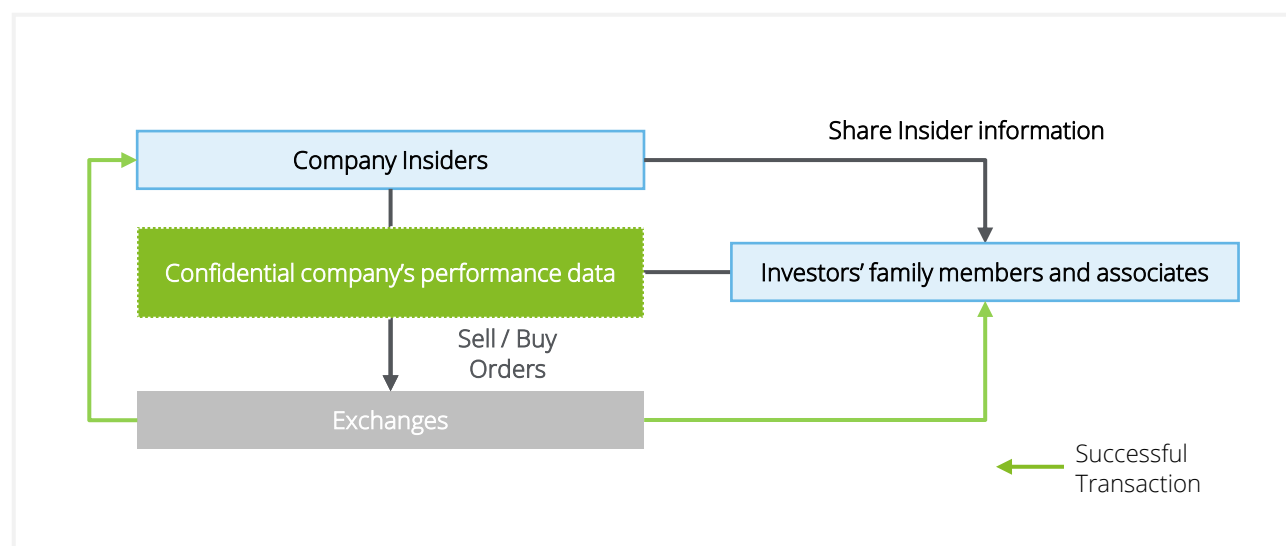 Share Insider information
Company Insiders
Confidential company’s performance data
Investors’ family members and associates
Sell / Buy
Orders
Exchanges
Successful
Transaction